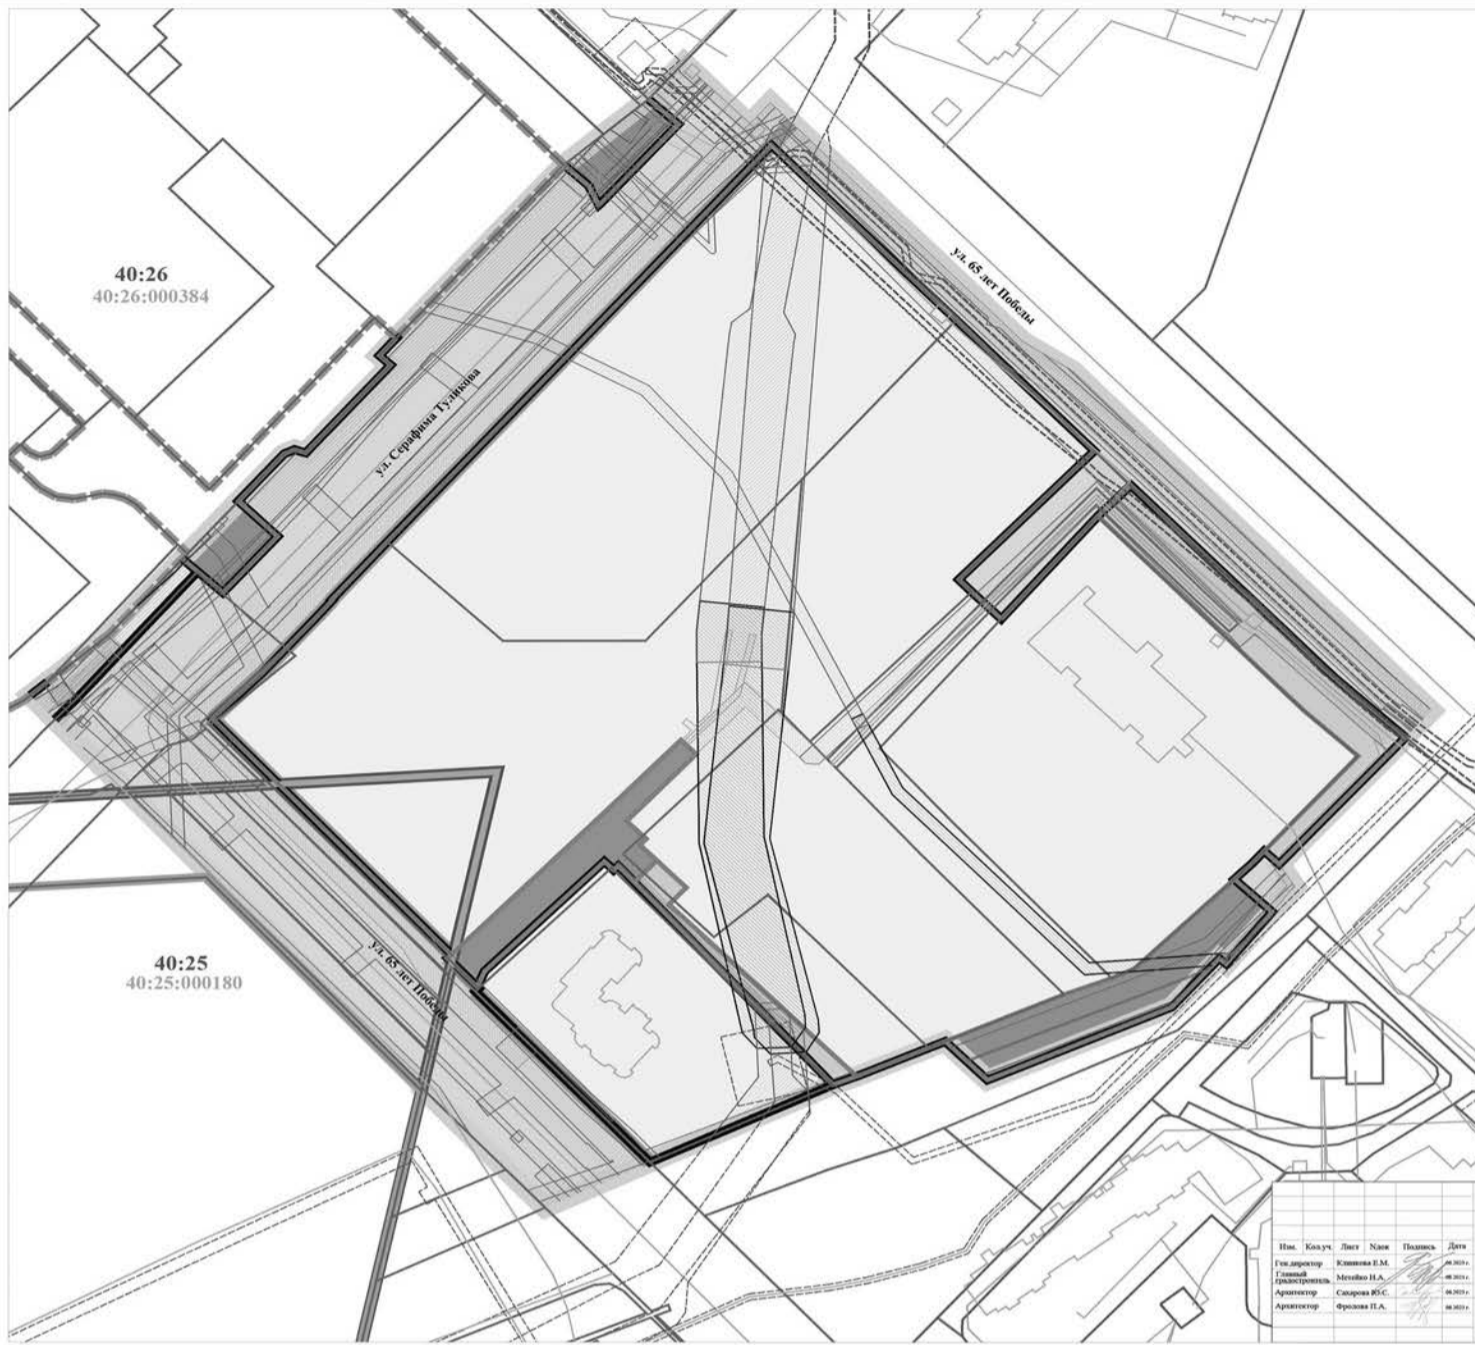 40:26
40:26:000384
ул. 65 лет Победы
ул. Серафима Туликова
40:25
40:25:000180
ул. 65 лет Победы
Изм. Кол.уч. Лист №док Подпись Дата
Ген.директор Климова Е.М.
Главный
градостроитель
Архитектор Сахарова Ю.С.
Архитектор Фролова П.А.